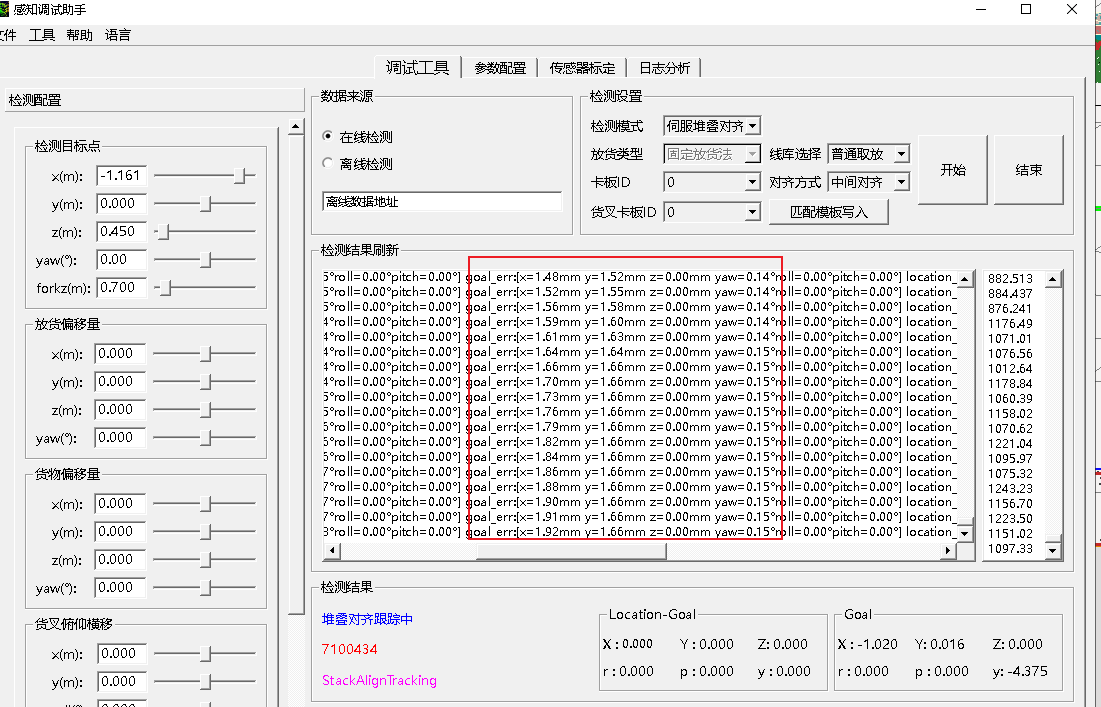 感知调试助手
文件 工具 帮助 语言
调试工具 参数配置 传感器标定 日志分析
检测配置
检测目标点
x(m): -1.161
y(m): 0.000
z(m): 0.450
yaw(°): 0.00
forkz(m): 0.700
放货偏移量
x(m): 0.000
y(m): 0.000
z(m): 0.000
yaw(°): 0.000
货物偏移量
x(m): 0.000
y(m): 0.000
z(m): 0.000
yaw(°): 0.000
货叉俯仰横移
x(m): 0.000
y(m): 0.000
数据来源
在线检测
离线检测
离线数据地址
检测设置
检测模式 伺服堆叠对齐
放货类型 固定放货法 线库选择 普通取放
卡板ID 0 对齐方式 中间对齐
货叉卡板ID 0 匹配模板写入
开始 结束
检测结果刷新
5°roll=0.00°pitch=0.00°] goal_err:[x=1.48mm y=1.52mm z=0.00mm yaw=0.14°roll=0.00°pitch=0.00°] location_
5°roll=0.00°pitch=0.00°] goal_err:[x=1.52mm y=1.55mm z=0.00mm yaw=0.14°roll=0.00°pitch=0.00°] location_
5°roll=0.00°pitch=0.00°] goal_err:[x=1.56mm y=1.58mm z=0.00mm yaw=0.14°roll=0.00°pitch=0.00°] location_
4°roll=0.00°pitch=0.00°] goal_err:[x=1.59mm y=1.60mm z=0.00mm yaw=0.14°roll=0.00°pitch=0.00°] location_
4°roll=0.00°pitch=0.00°] goal_err:[x=1.61mm y=1.63mm z=0.00mm yaw=0.14°roll=0.00°pitch=0.00°] location_
4°roll=0.00°pitch=0.00°] goal_err:[x=1.64mm y=1.64mm z=0.00mm yaw=0.15°roll=0.00°pitch=0.00°] location_
4°roll=0.00°pitch=0.00°] goal_err:[x=1.66mm y=1.66mm z=0.00mm yaw=0.15°roll=0.00°pitch=0.00°] location_
4°roll=0.00°pitch=0.00°] goal_err:[x=1.70mm y=1.66mm z=0.00mm yaw=0.15°roll=0.00°pitch=0.00°] location_
5°roll=0.00°pitch=0.00°] goal_err:[x=1.73mm y=1.66mm z=0.00mm yaw=0.15°roll=0.00°pitch=0.00°] location_
5°roll=0.00°pitch=0.00°] goal_err:[x=1.76mm y=1.66mm z=0.00mm yaw=0.15°roll=0.00°pitch=0.00°] location_
5°roll=0.00°pitch=0.00°] goal_err:[x=1.79mm y=1.66mm z=0.00mm yaw=0.15°roll=0.00°pitch=0.00°] location_
6°roll=0.00°pitch=0.00°] goal_err:[x=1.82mm y=1.66mm z=0.00mm yaw=0.15°roll=0.00°pitch=0.00°] location_
6°roll=0.00°pitch=0.00°] goal_err:[x=1.84mm y=1.66mm z=0.00mm yaw=0.15°roll=0.00°pitch=0.00°] location_
7°roll=0.00°pitch=0.00°] goal_err:[x=1.86mm y=1.66mm z=0.00mm yaw=0.15°roll=0.00°pitch=0.00°] location_
7°roll=0.00°pitch=0.00°] goal_err:[x=1.88mm y=1.66mm z=0.00mm yaw=0.15°roll=0.00°pitch=0.00°] location_
7°roll=0.00°pitch=0.00°] goal_err:[x=1.90mm y=1.66mm z=0.00mm yaw=0.15°roll=0.00°pitch=0.00°] location_
7°roll=0.00°pitch=0.00°] goal_err:[x=1.91mm y=1.66mm z=0.00mm yaw=0.15°roll=0.00°pitch=0.00°] location_
8°roll=0.00°pitch=0.00°] goal_err:[x=1.92mm y=1.66mm z=0.00mm yaw=0.15°roll=0.00°pitch=0.00°] location_
882.513
884.437
876.241
1176.49
1071.01
1076.56
1012.64
1178.84
1060.39
1158.02
1070.62
1221.04
1095.97
1075.32
1243.23
1156.70
1223.50
1151.02
1097.33
检测结果
堆叠对齐跟踪中
7100434
StackAlignTracking
Location-Goal
X : 0.000 Y : 0.000 Z: 0.000
r : 0.000 p : 0.000 y : 0.000
Goal
X : -1.020 Y: 0.016 Z: 0.000
r : 0.000 p : 0.000 y: -4.375